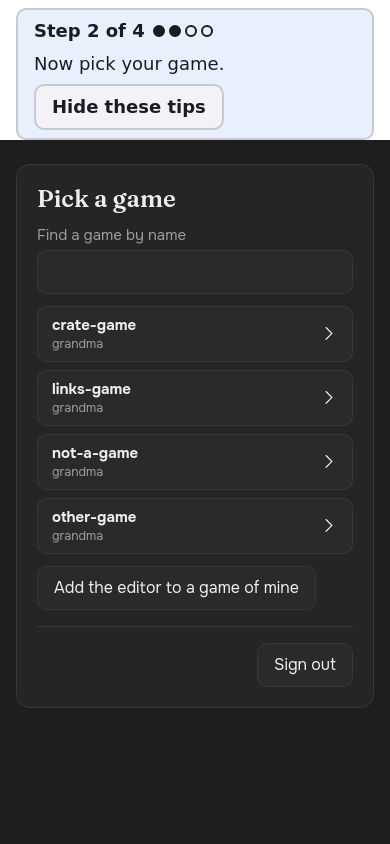 Step 2 of 4
Now pick your game.
Hide these tips
Pick a game
Find a game by name
crate-game
grandma
links-game
grandma
not-a-game
grandma
other-game
grandma
Add the editor to a game of mine
Sign out